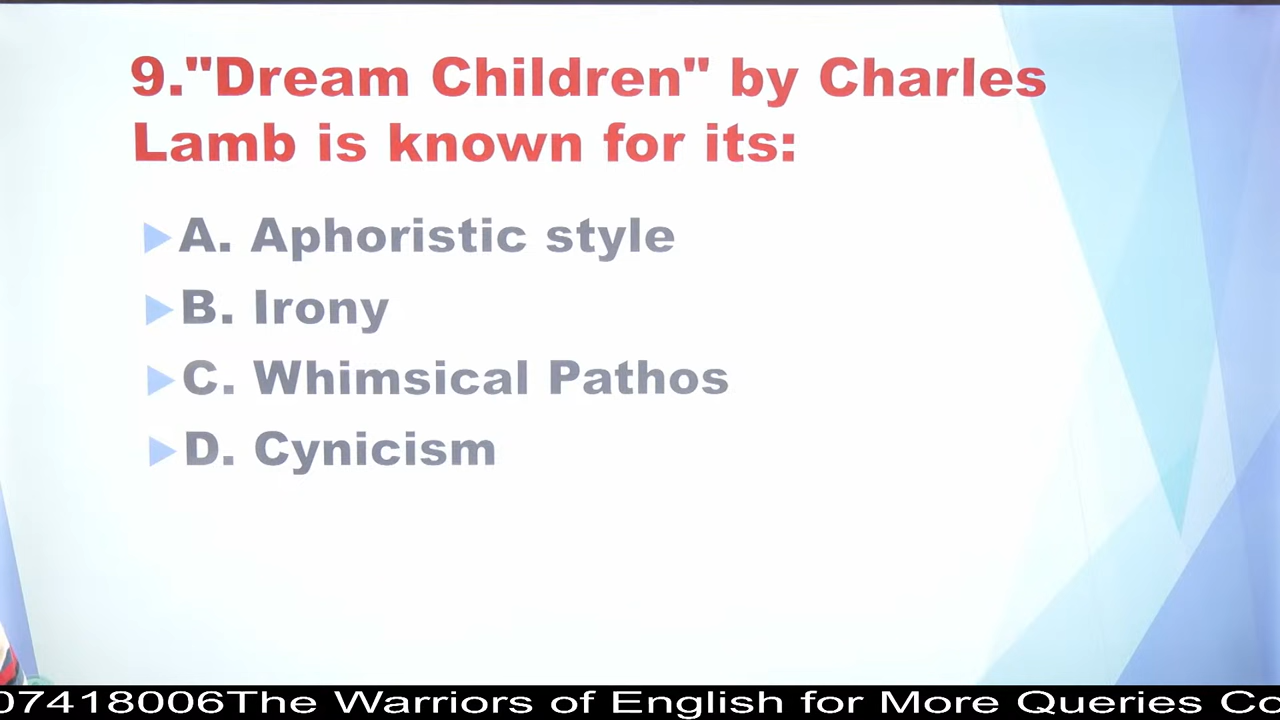 9."Dream Children" by Charles
Lamb is known for its:
A. Aphoristic style
B. Irony
C. Whimsical Pathos
D. Cynicism
07418006The Warriors of English for More Queries Co